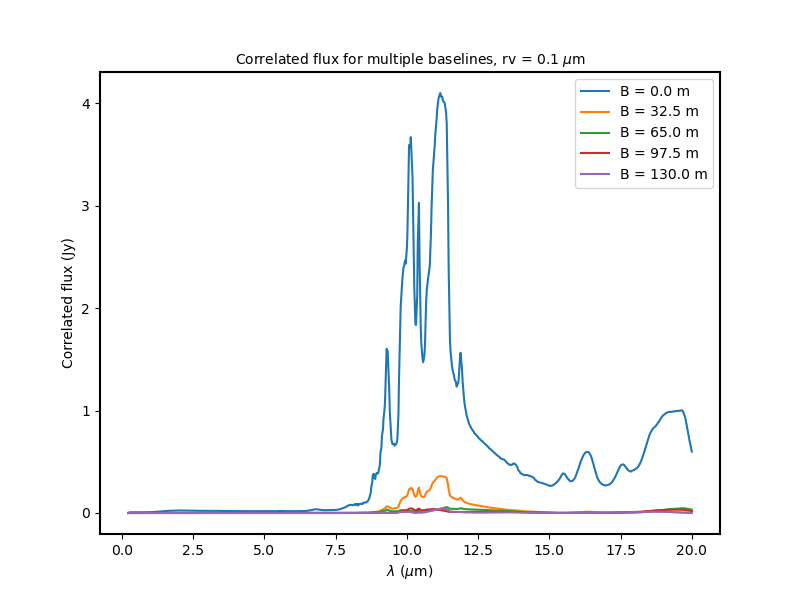 Correlated flux for multiple baselines, rv = 0.1 μm
B = 0.0 m
B = 32.5 m
B = 65.0 m
B = 97.5 m
B = 130.0 m
Correlated flux (Jy)
4
3
2
1
0
0.0 2.5 5.0 7.5 10.0 12.5 15.0 17.5 20.0
λ (μm)